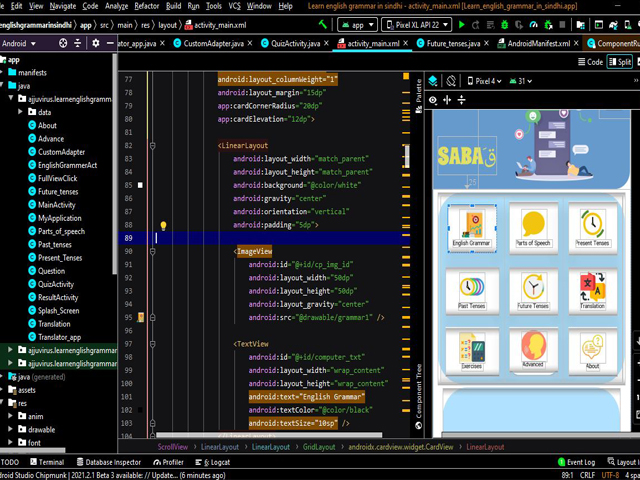 File Edit View Navigate Code Refactor Build Run Tools VCS Window Help Learn english grammar in sindhi
englishgrammarinsindhi app src main res layout activity_main.xml app Pixel XL API 22
ator_app.java CustomAdapter.java QuizActivity.java activity_main.xml Future_tenses.java AndroidManifest.xml ComponentRu
Android
Code Split
app
manifests
java
ajjuvirus.learnenglishgramm
data
About
Advance
CustomAdapter
EnglishGrammerAct
FullViewClick
Future_tenses
MainActivity
MyApplication
Parts_of_speech
Past_tenses
Present_Tenses
Question
QuizActivity
ResultActivity
Splash_Screen
Translation
Translator_app
ajjuvirus.learnenglishgramm
ajjuvirus.learnenglishgramm
java (generated)
assets
res
anim
drawable
font
77 android:layout_columnWeight="1"
78 android:layout_margin="15dp"
79 app:cardCornerRadius="20dp"
80 app:cardElevation="12dp">
81
82 <LinearLayout
83 android:layout_width="match_parent"
84 android:layout_height="match_parent"
85 android:background="@color/white"
86 android:gravity="center"
87 android:orientation="vertical"
88 android:padding="5dp">
89
90 <ImageView
91 android:id="@+id/cp_img_id"
92 android:layout_width="50dp"
93 android:layout_height="50dp"
94 android:layout_gravity="center"
95 android:src="@drawable/grammar1" />
96
97 <TextView
98 android:id="@+id/computer_txt"
99 android:layout_width="wrap_content"
100 android:layout_height="wrap_content"
101 android:text="English Grammar"
102 android:textColor="@color/black"
103 android:textSize="10sp" />
104
Palette
Component Tree
Pixel 4 31
SABAق
English Grammar Parts of Speech Present Tenses
Past Tenses Future Tenses Translation
Exercises Advanced About
ScrollView LinearLayout LinearLayout GridLayout androidx.cardview.widget.CardView LinearLayout
TODO Terminal Database Inspector Profiler Logcat Event Log Layout In
Android Studio Chipmunk | 2021.2.1 Beta 3 available // Update... (6 minutes ago) 89:1 CRLF UTF-8 4 spa